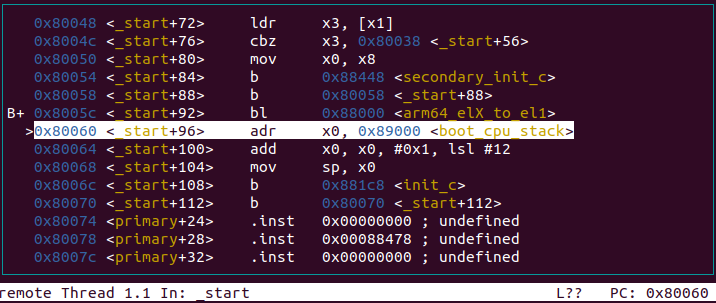 0x80048 <_start+72> ldr x3, [x1]
0x8004c <_start+76> cbz x3, 0x80038 <_start+56>
0x80050 <_start+80> mov x0, x8
0x80054 <_start+84> b 0x88448 <secondary_init_c>
0x80058 <_start+88> b 0x80058 <_start+88>
B+ 0x8005c <_start+92> bl 0x88000 <arm64_elX_to_el1>
>0x80060 <_start+96> adr x0, 0x89000 <boot_cpu_stack>
0x80064 <_start+100> add x0, x0, #0x1, lsl #12
0x80068 <_start+104> mov sp, x0
0x8006c <_start+108> b 0x881c8 <init_c>
0x80070 <_start+112> b 0x80070 <_start+112>
0x80074 <primary+24> .inst 0x00000000 ; undefined
0x80078 <primary+28> .inst 0x00088478 ; undefined
0x8007c <primary+32> .inst 0x00000000 ; undefined
remote Thread 1.1 In: _start L?? PC: 0x80060